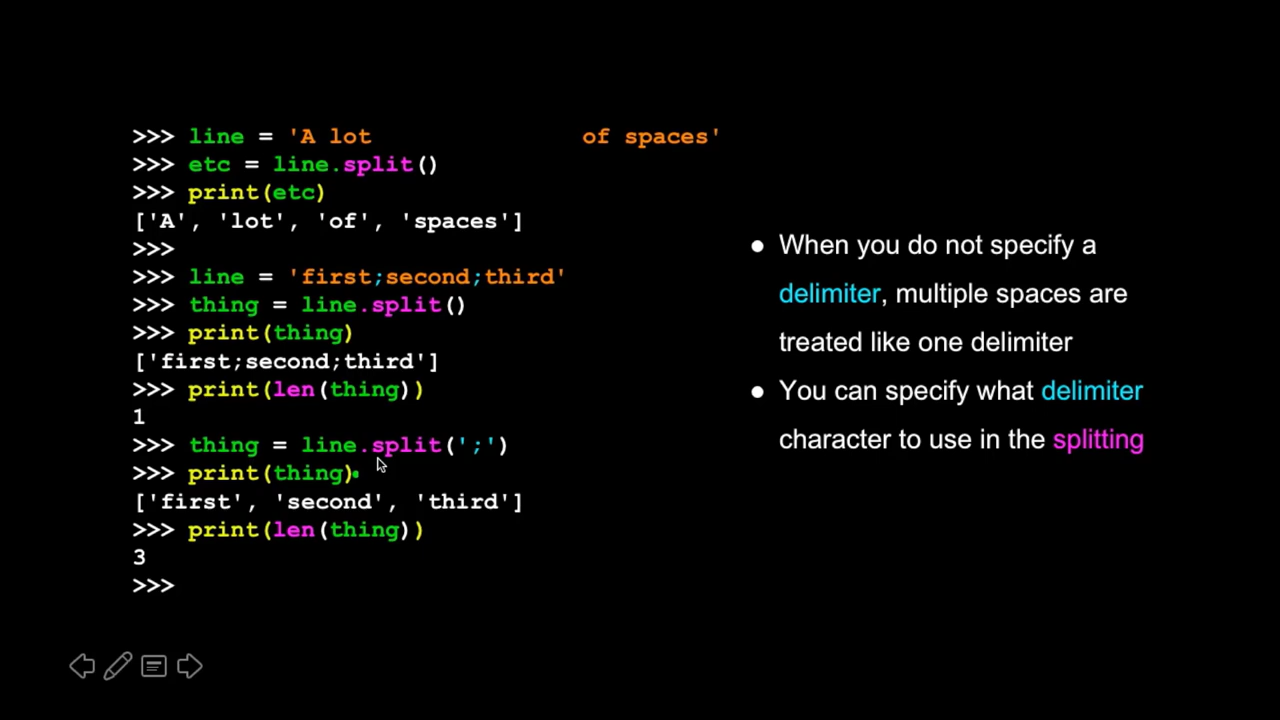 >>> line = 'A lot               of spaces'
>>> etc = line.split()
>>> print(etc)
['A', 'lot', 'of', 'spaces']
>>>
>>> line = 'first;second;third'
>>> thing = line.split()
>>> print(thing)
['first;second;third']
>>> print(len(thing))
1
>>> thing = line.split(';')
>>> print(thing)
['first', 'second', 'third']
>>> print(len(thing))
3
>>>
● When you do not specify a
delimiter, multiple spaces are
treated like one delimiter
● You can specify what delimiter
character to use in the splitting